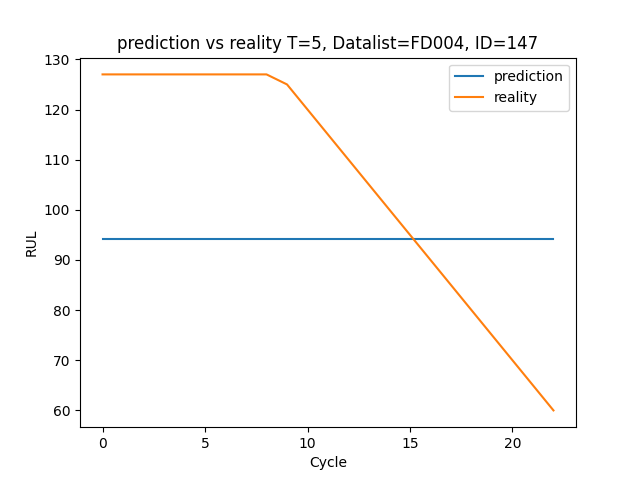 prediction vs reality T=5, Datalist=FD004, ID=147
prediction
reality
130
120
110
100
90
80
70
60
RUL
0 5 10 15 20
Cycle